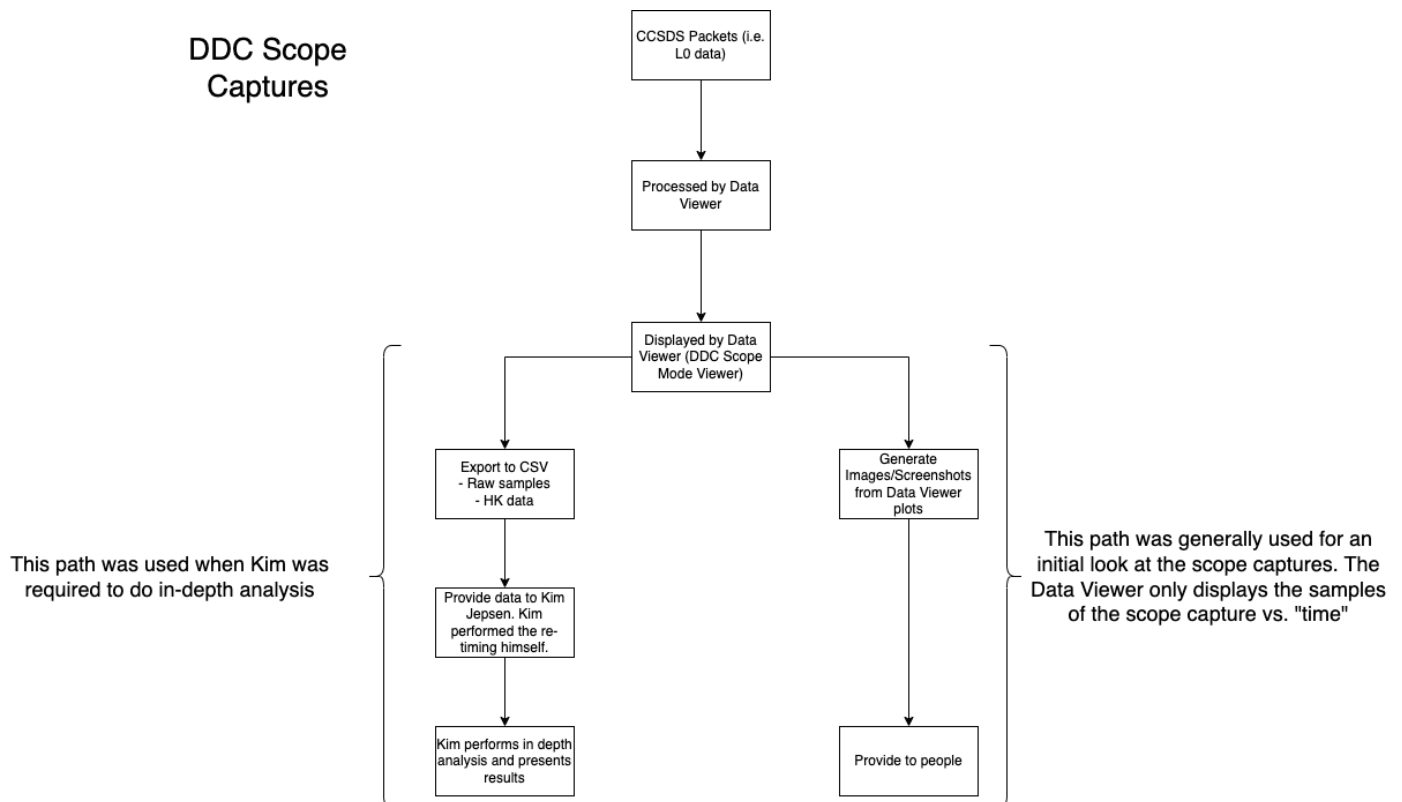 DDC Scope
Captures
CCSDS Packets (i.e.
L0 data)
Processed by Data
Viewer
Displayed by Data
Viewer (DDC Scope
Mode Viewer)
Export to CSV
- Raw samples
- HK data
Generate
Images/Screenshots
from Data Viewer
plots
This path was used when Kim was
required to do in-depth analysis
This path was generally used for an
initial look at the scope captures. The
Data Viewer only displays the samples
of the scope capture vs. "time"
Provide data to Kim
Jepsen. Kim
performed the re-
timing himself.
Kim performs in depth
analysis and presents
results
Provide to people